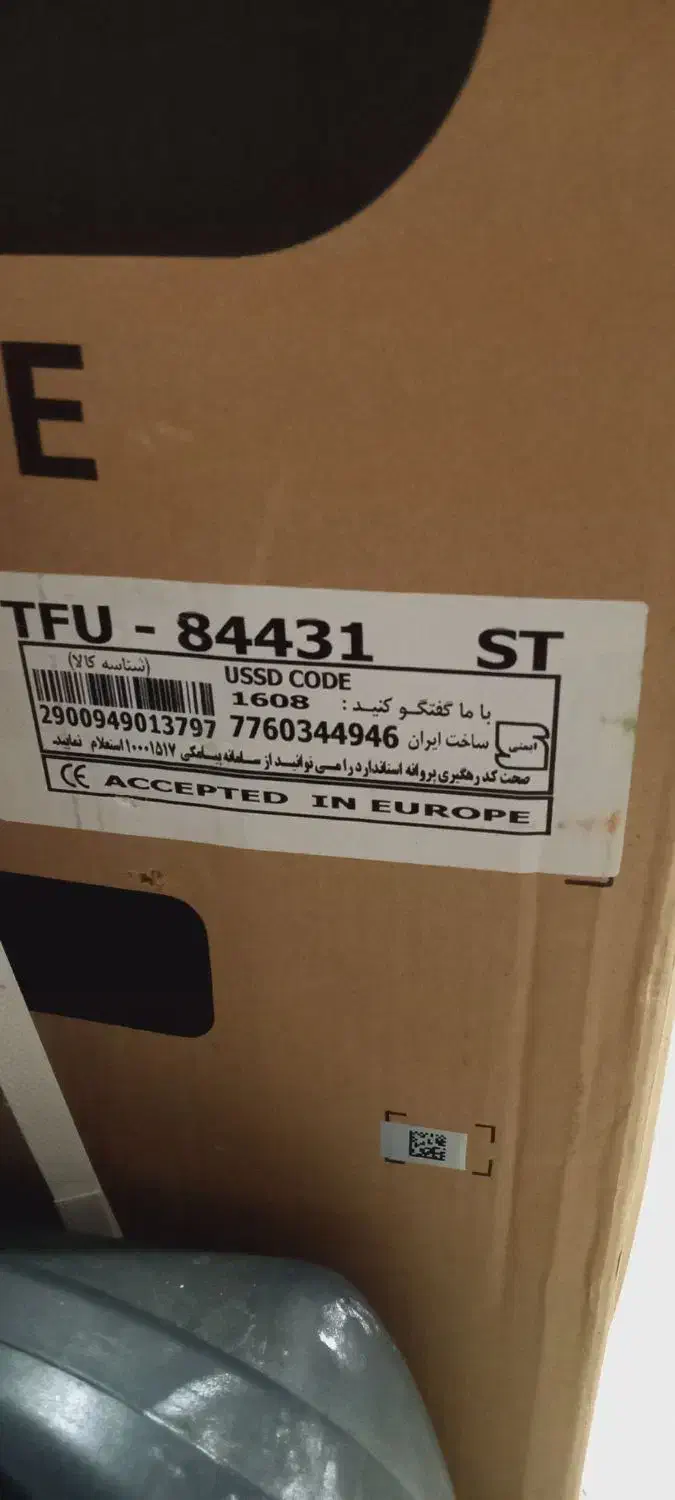 E
TFU - 84431 ST
(شناسه کالا)
USSD CODE
با ما گفتگو کنید : 1608
2900949013797
7760344946 ساخت ایران
ایمنی
صحت کد رهگیری پروانه استاندارد را می توانید از سامانه پیامکی ۱۰۰۰۱۵۱۷ استعلام نمایید.
CE ACCEPTED IN EUROPE